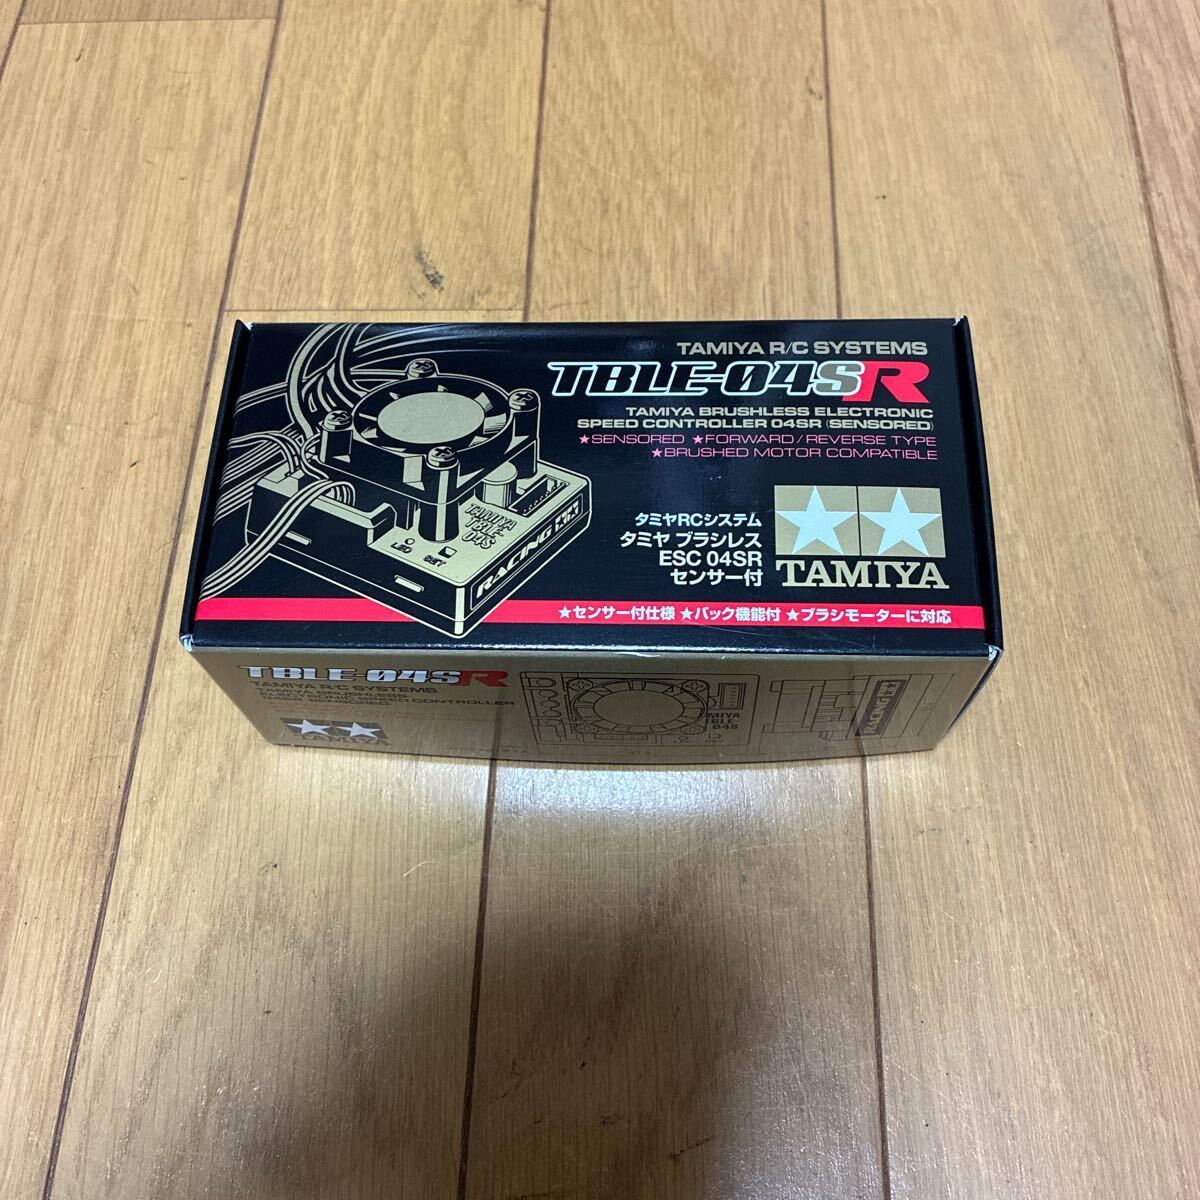 TAMIYA R/C SYSTEMS
TBLE-04SR
TAMIYA BRUSHLESS ELECTRONIC
SPEED CONTROLLER 04SR (SENSORED)
★SENSORED ★FORWARD/REVERSE TYPE
★BRUSHED MOTOR COMPATIBLE
タミヤRCシステム
タミヤ ブラシレス
ESC 04SR
センサー付
TAMIYA
TAMIYA
TBLE-
04S
LED
SET
RACING
★センサー付仕様 ★バック機能付 ★ブラシモーターに対応
TBLE-04SR
TAMIYA R/C SYSTEMS
CONTROLLER
TAMIYA
TBLE-
04S
RACING